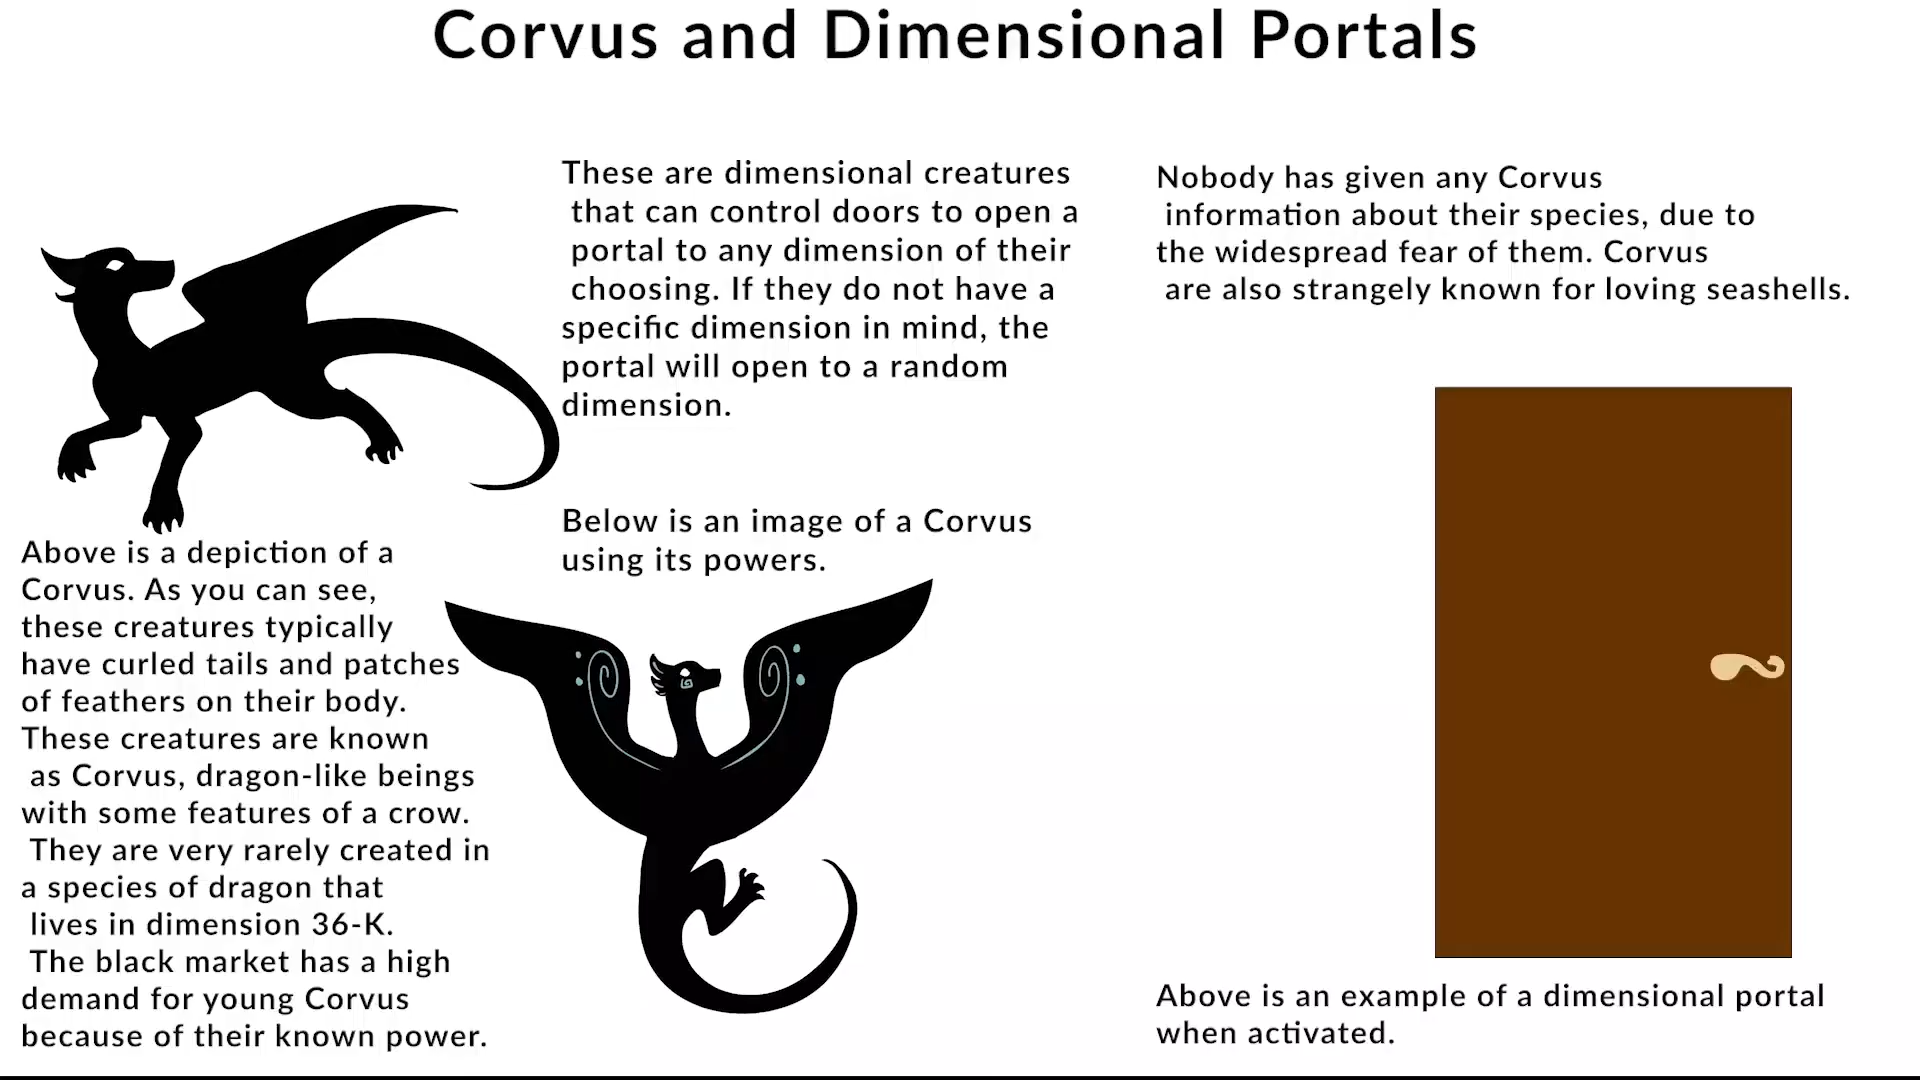 Corvus and Dimensional Portals
Above is a depiction of a
Corvus. As you can see,
these creatures typically
have curled tails and patches
of feathers on their body.
These creatures are known
as Corvus, dragon-like beings
with some features of a crow.
They are very rarely created in
a species of dragon that
lives in dimension 36-K.
The black market has a high
demand for young Corvus
because of their known power.
These are dimensional creatures
that can control doors to open a
portal to any dimension of their
choosing. If they do not have a
specific dimension in mind, the
portal will open to a random
dimension.
Below is an image of a Corvus
using its powers.
Nobody has given any Corvus
information about their species, due to
the widespread fear of them. Corvus
are also strangely known for loving seashells.
Above is an example of a dimensional portal
when activated.